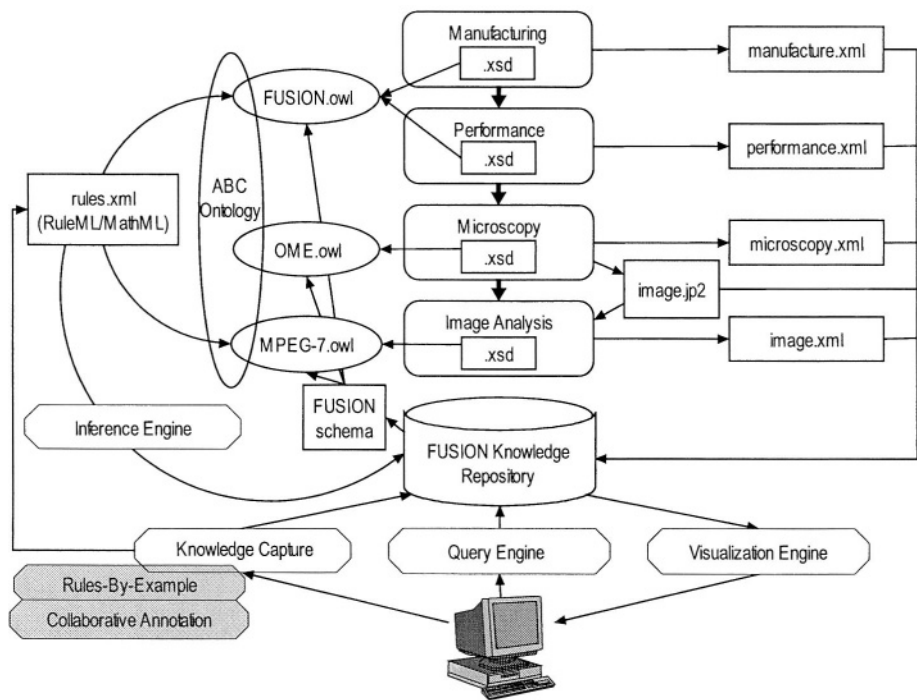 Manufacturing
.xsd
manufacture.xml
FUSION.owl
Performance
.xsd
performance.xml
rules.xml
(RuleML/MathML)
ABC
Ontology
Microscopy
.xsd
microscopy.xml
OME.owl
image.jp2
Image Analysis
.xsd
image.xml
MPEG-7.owl
FUSION
schema
Inference Engine
FUSION Knowledge
Repository
Knowledge Capture
Query Engine
Visualization Engine
Rules-By-Example
Collaborative Annotation